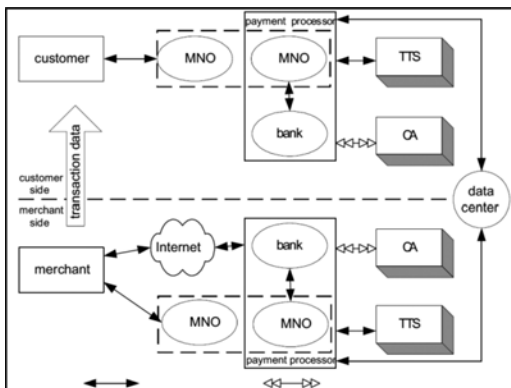 payment processor
customer
MNO
MNO
TTS
bank
CA
transaction data
customer
side
merchant
side
data
center
Internet
bank
CA
merchant
MNO
MNO
TTS
payment processor